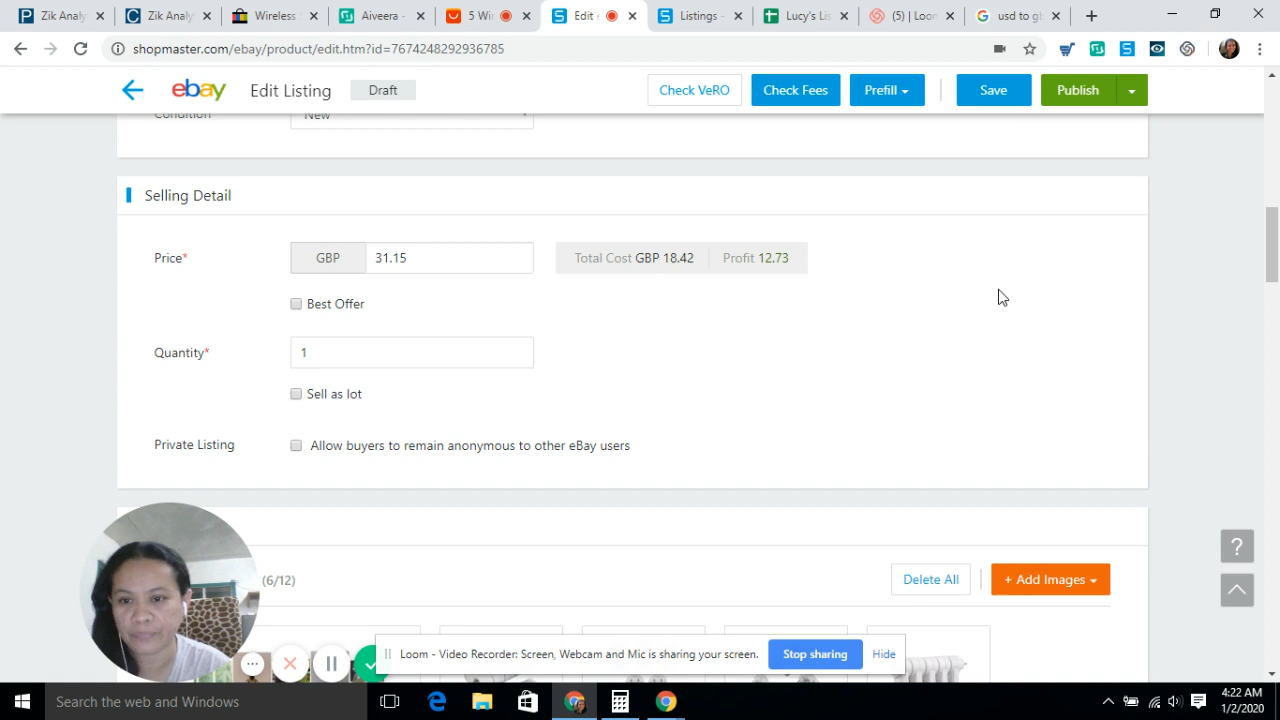 Zik Analy
Zik Analy
Wireless
Aiveera
5 Wi
Edit
Listings -
Lucy's Li
(5) | Loo
usd to g
shopmaster.com/ebay/product/edit.htm?id=7674248292936785
ebay
Edit Listing
Draft
Check VeRO
Check Fees
Prefill
Save
Publish
Condition
New
Selling Detail
Price*
GBP
31.15
Total Cost GBP 18.42
Profit 12.73
Best Offer
Quantity*
1
Sell as lot
Private Listing
Allow buyers to remain anonymous to other eBay users
(6/12)
Delete All
+ Add Images
?
Loom - Video Recorder: Screen, Webcam and Mic is sharing your screen.
Stop sharing
Hide
Search the web and Windows
4:22 AM
1/2/2020